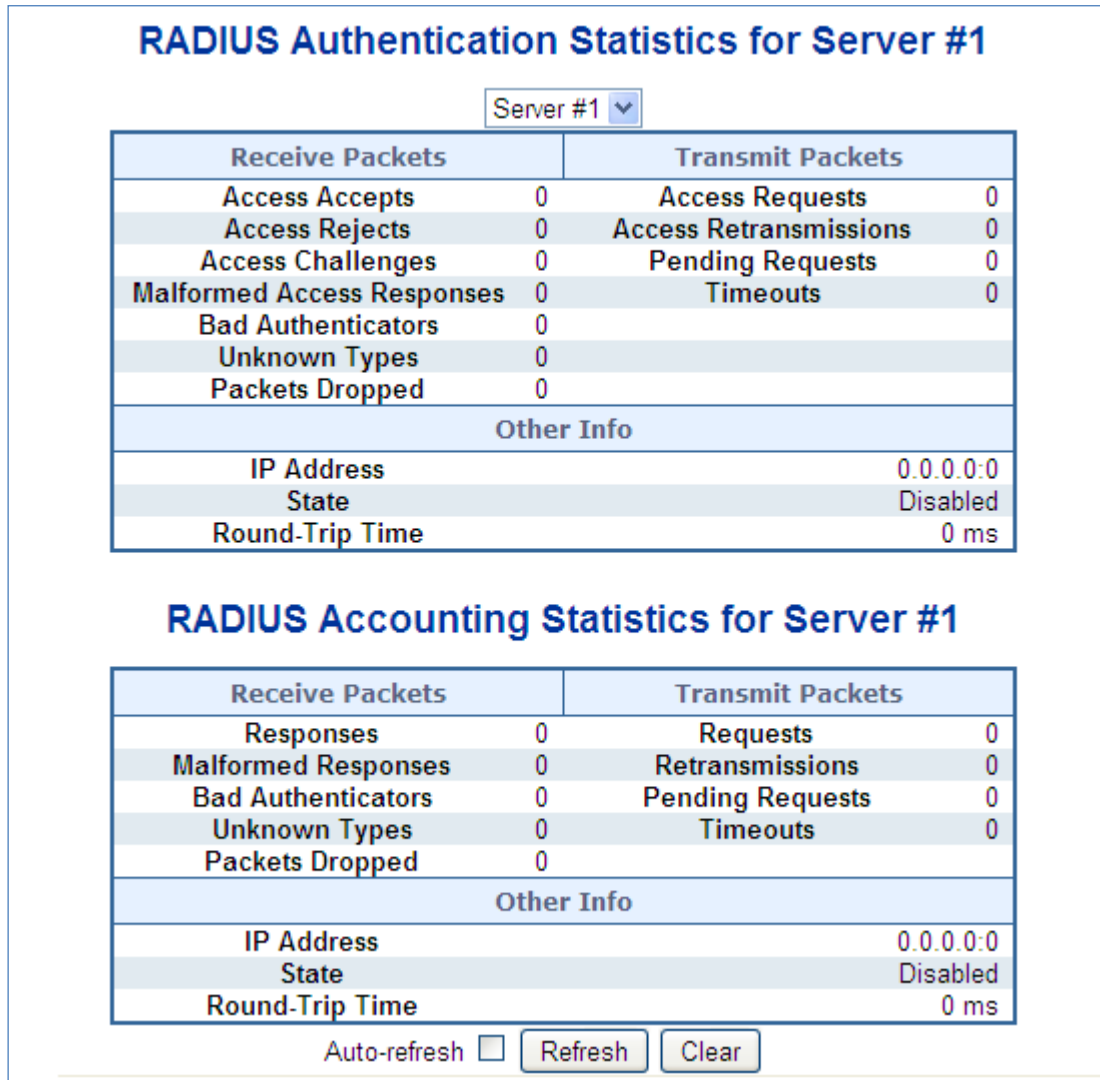 RADIUS Authentication Statistics for Server #1
Server #1
Receive Packets Transmit Packets
Access Accepts 0 Access Requests 0
Access Rejects 0 Access Retransmissions 0
Access Challenges 0 Pending Requests 0
Malformed Access Responses 0 Timeouts 0
Bad Authenticators 0
Unknown Types 0
Packets Dropped 0
Other Info
IP Address 0.0.0.0:0
State Disabled
Round-Trip Time 0 ms
RADIUS Accounting Statistics for Server #1
Receive Packets Transmit Packets
Responses 0 Requests 0
Malformed Responses 0 Retransmissions 0
Bad Authenticators 0 Pending Requests 0
Unknown Types 0 Timeouts 0
Packets Dropped 0
Other Info
IP Address 0.0.0.0:0
State Disabled
Round-Trip Time 0 ms
Auto-refresh Refresh Clear